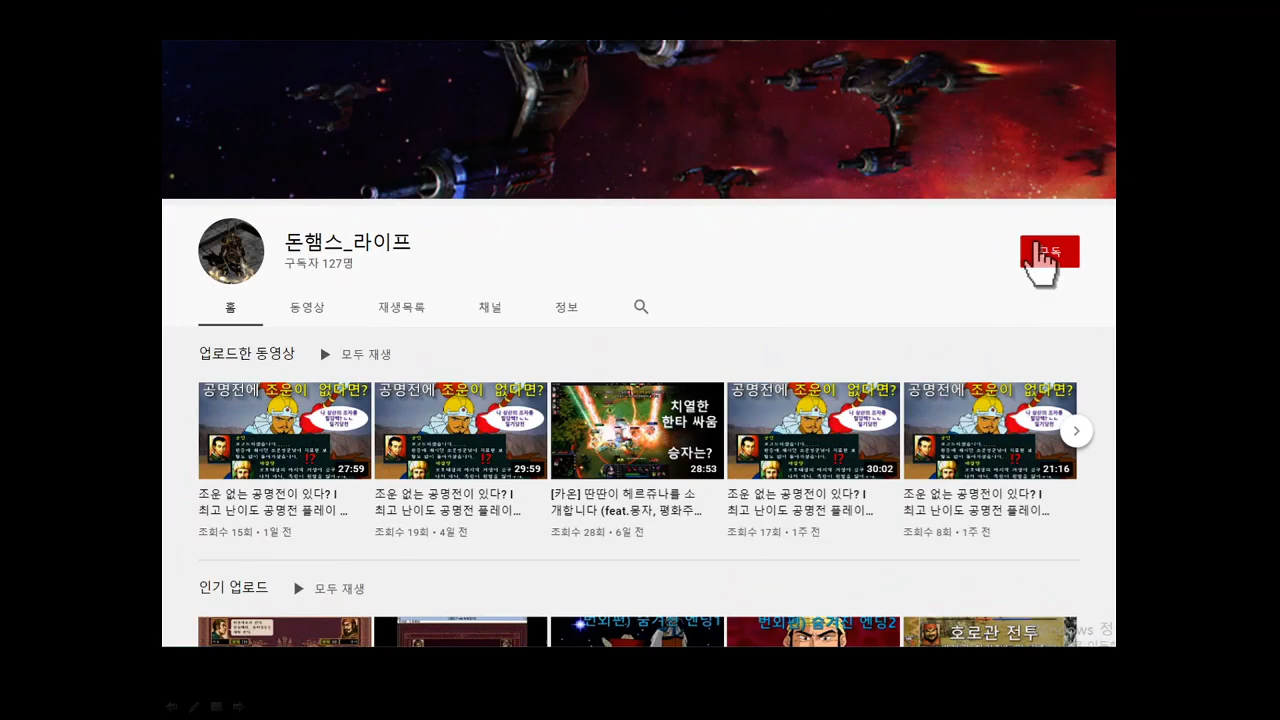 돈햄스_라이프
구독자 127명
구독
홈 동영상 재생목록 채널 정보
업로드한 동영상 모두 재생
공명전에 조운이 없다면? 공명전에 조운이 없다면? 치열한 한타 싸움 승자는? 공명전에 조운이 없다면? 공명전에 조운이 없다면?
27:59 29:59 28:53 30:02 21:16
조운 없는 공명전이 있다? l 조운 없는 공명전이 있다? l [카온] 딴딴이 헤르쥬나를 소 조운 없는 공명전이 있다? l 조운 없는 공명전이 있다? l
최고 난이도 공명전 플레이 ... 최고 난이도 공명전 플레이... 개합니다 (feat.몽자, 평화주... 최고 난이도 공명전 플레이... 최고 난이도 공명전 플레이...
조회수 15회 • 1일 전 조회수 19회 • 4일 전 조회수 28회 • 6일 전 조회수 17회 • 1주 전 조회수 8회 • 1주 전
인기 업로드 모두 재생
번외편) 숨겨진 엔딩1 번외편) 숨겨진 엔딩2 호로관 전투